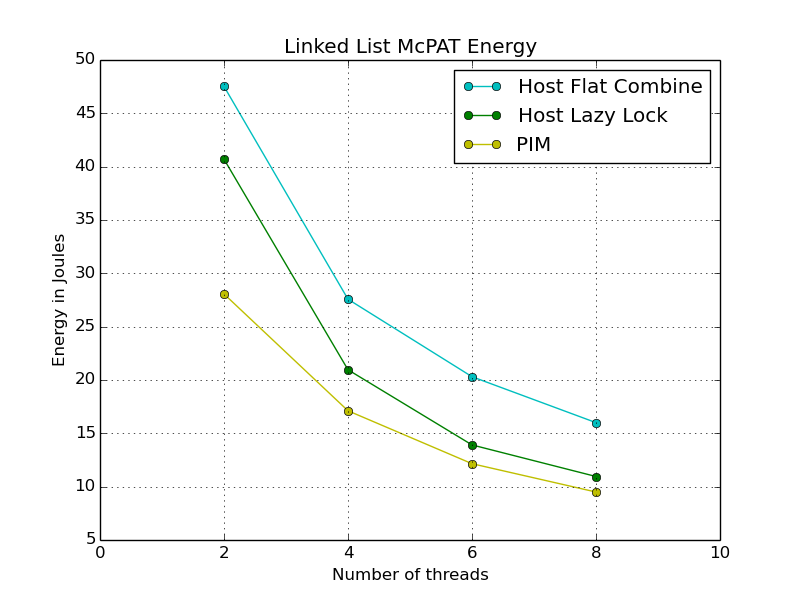 Linked List McPAT Energy
Host Flat Combine
Host Lazy Lock
PIM
Energy in Joules
50
45
40
35
30
25
20
15
10
5
0
2
4
6
8
10
Number of threads